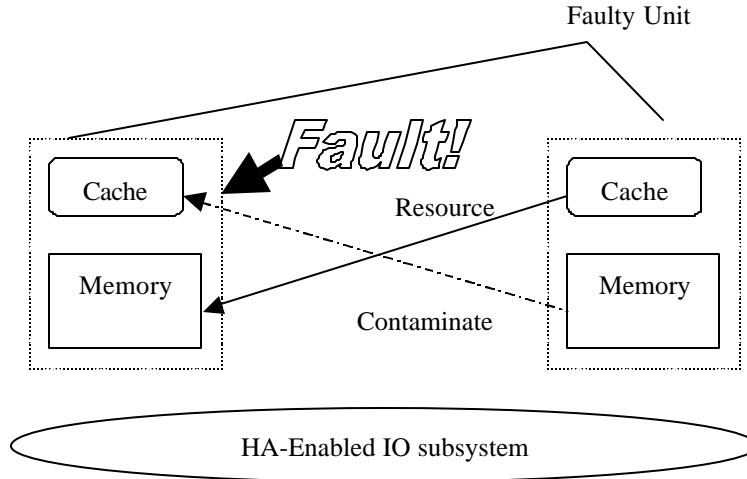 Faulty Unit
Fault!
Cache
Cache
Resource
Memory
Memory
Contaminate
HA-Enabled IO subsystem